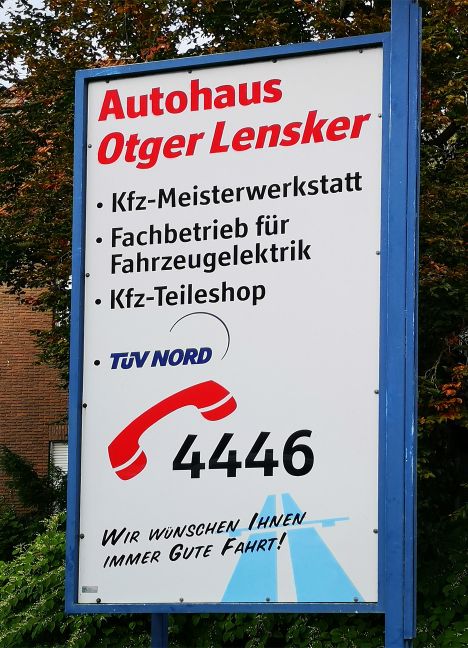 Autohaus
Otger Lensker
• Kfz-Meisterwerkstatt
• Fachbetrieb für
Fahrzeugelektrik
• Kfz-Teileshop
• TÜV NORD
4446
WIR WÜNSCHEN IHNEN
IMMER GUTE FAHRT!